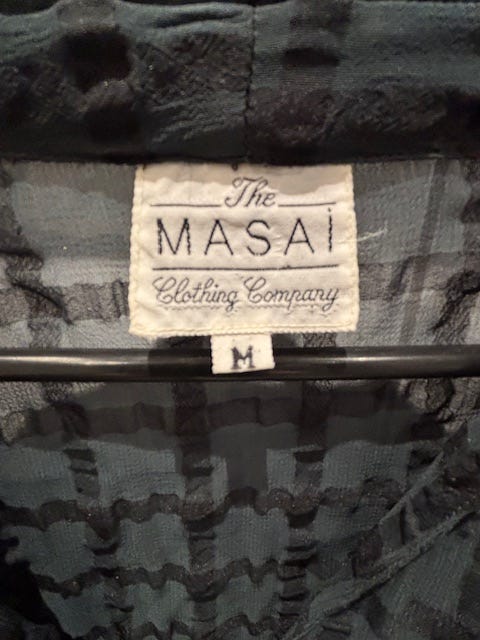 The
MASAİ
Clothing Company
M